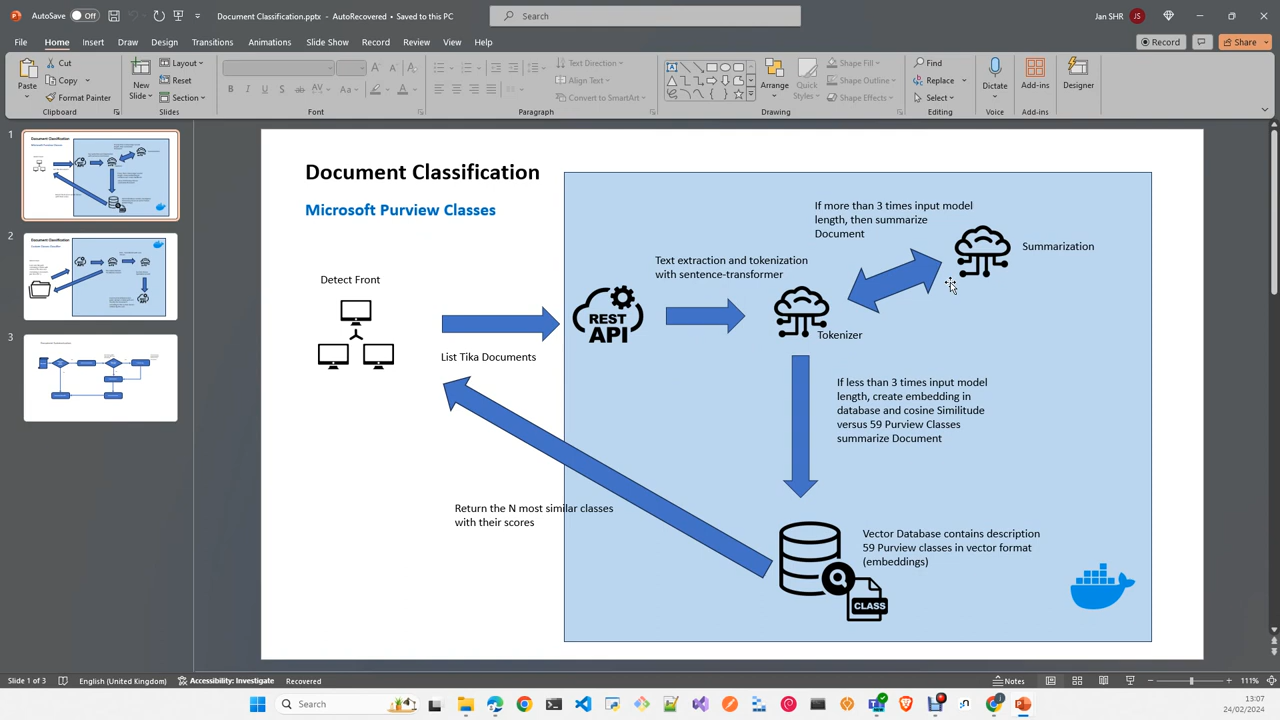 AutoSave
Off
Document Classification.pptx - AutoRecovered • Saved to this PC
Search
Jan SHR
JS
File
Home
Insert
Draw
Design
Transitions
Animations
Slide Show
Record
Review
View
Help
Record
Share
Paste
Cut
Copy
Format Painter
Clipboard
New
Slide
Layout
Reset
Section
Slides
Font
Text Direction
Align Text
Convert to SmartArt
Paragraph
Arrange
Quick
Styles
Shape Fill
Shape Outline
Shape Effects
Drawing
Find
Replace
Select
Editing
Dictate
Voice
Add-ins
Add-ins
Designer
1
2
3
Document Classification
Microsoft Purview Classes
Detect Front
List Tika Documents
REST
API
Text extraction and tokenization
with sentence-transformer
Tokenizer
If more than 3 times input model
length, then summarize
Document
Summarization
If less than 3 times input model
length, create embedding in
database and cosine Similitude
versus 59 Purview Classes
summarize Document
Return the N most similar classes
with their scores
Vector Database contains description
59 Purview classes in vector format
(embeddings)
CLASS
Slide 1 of 3
English (United Kingdom)
Accessibility: Investigate
Recovered
Notes
111%
Search
13:07
24/02/2024